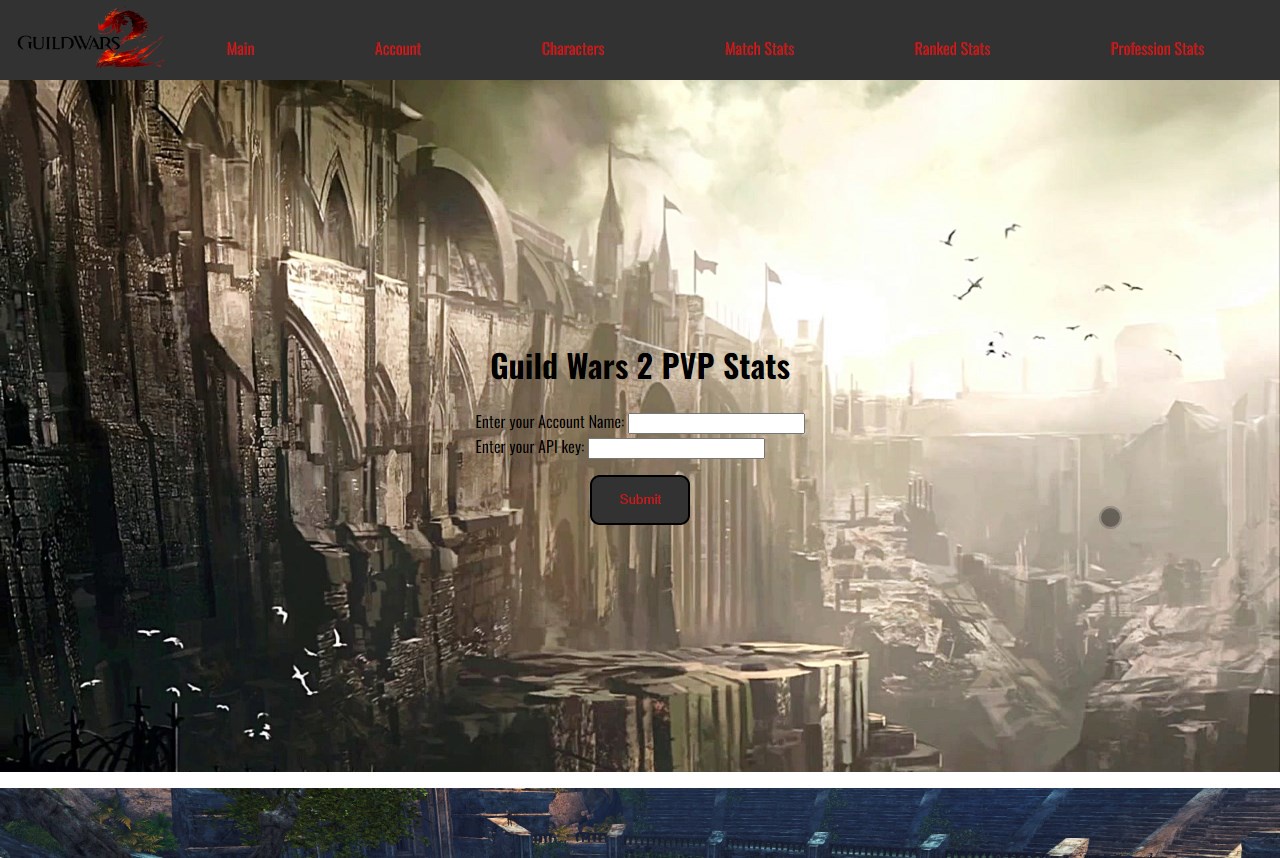 GUILDWARS 2
Main
Account
Characters
Match Stats
Ranked Stats
Profession Stats
Guild Wars 2 PVP Stats
Enter your Account Name:
Enter your API key:
Submit